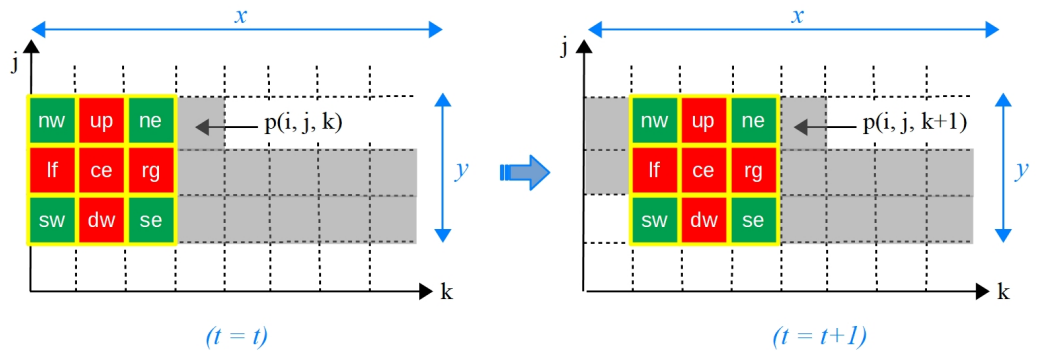 x
x
j
j
nw up ne
p(i, j, k)
nw up ne
p(i, j, k+1)
lf ce rg
y
lf ce rg
y
sw dw se
sw dw se
k
k
(t = t)
(t = t+1)